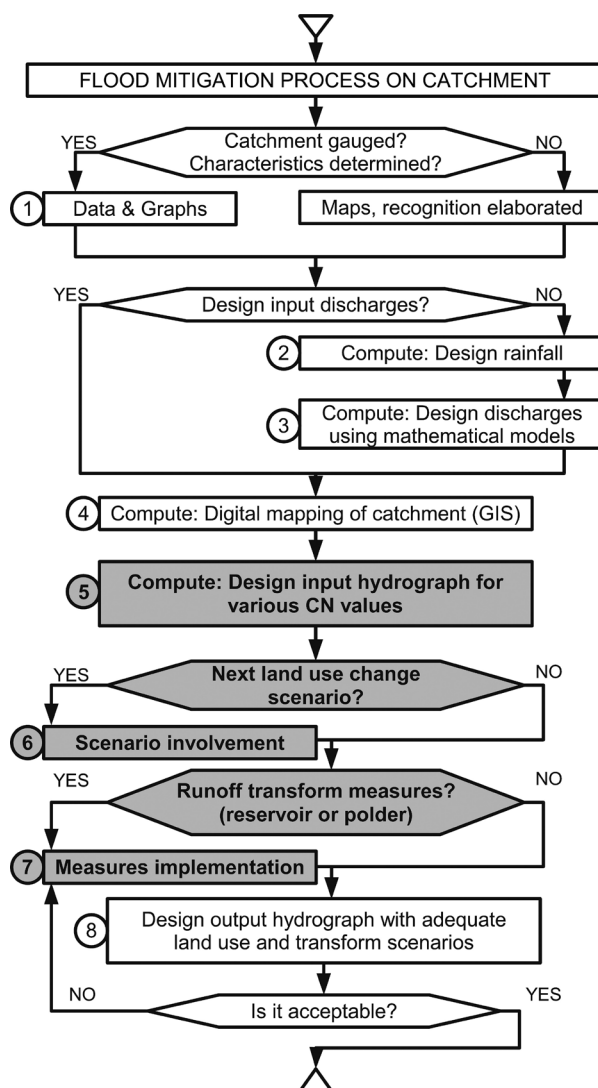 FLOOD MITIGATION PROCESS ON CATCHMENT
YES
Catchment gauged?
Characteristics determined?
NO
1
Data & Graphs
Maps, recognition elaborated
YES
Design input discharges?
NO
2
Compute: Design rainfall
3
Compute: Design discharges
using mathematical models
4
Compute: Digital mapping of catchment (GIS)
5
Compute: Design input hydrograph for
various CN values
YES
Next land use change
scenario?
NO
6
Scenario involvement
YES
Runoff transform measures?
(reservoir or polder)
NO
7
Measures implementation
8
Design output hydrograph with adequate
land use and transform scenarios
NO
Is it acceptable?
YES